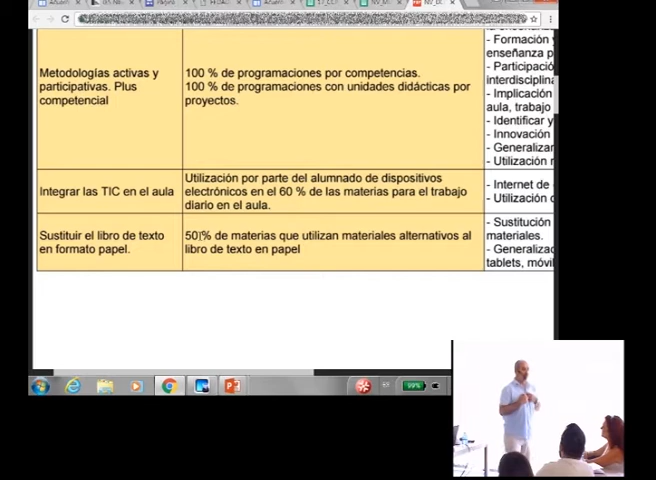 Metodologías activas y
participativas. Plus
competencial
100 % de programaciones por competencias.
100 % de programaciones con unidades didácticas por
proyectos.
- Formación
enseñanza p
- Participació
interdisciplina
- Implicación
aula, trabajo
- Identificar y
- Innovación
- Generalizar
- Utilización
Integrar las TIC en el aula
Utilización por parte del alumnado de dispositivos
electrónicos en el 60 % de las materias para el trabajo
diario en el aula.
- Internet de
- Utilización
Sustituir el libro de texto
en formato papel.
50% de materias que utilizan materiales alternativos al
libro de texto en papel
- Sustitución
materiales.
- Generalizac
tablets, móvil
99%